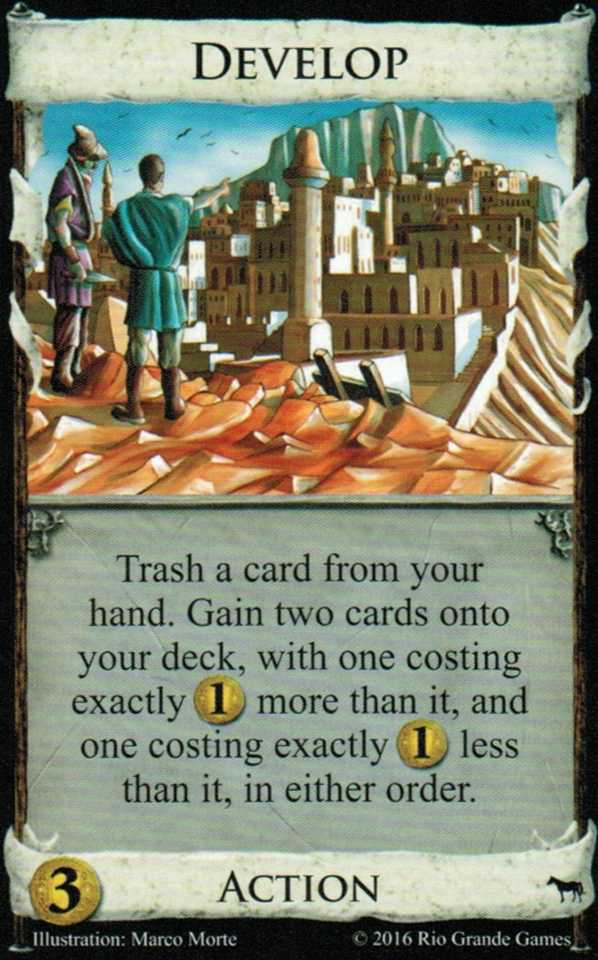 DEVELOP
Trash a card from your
hand. Gain two cards onto
your deck, with one costing
exactly 1 more than it, and
one costing exactly 1 less
than it, in either order.
3
ACTION
Illustration: Marco Morte
© 2016 Rio Grande Games